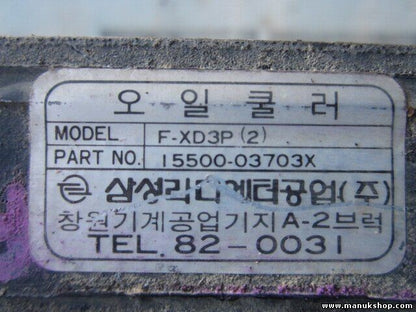 오일쿨러
MODEL F-XD3P(2)
PART NO. 15500-03703X
삼성라디에터공업(주)
창원기계공업기지A-2브럭
TEL. 82-0031
www.manukshop.com